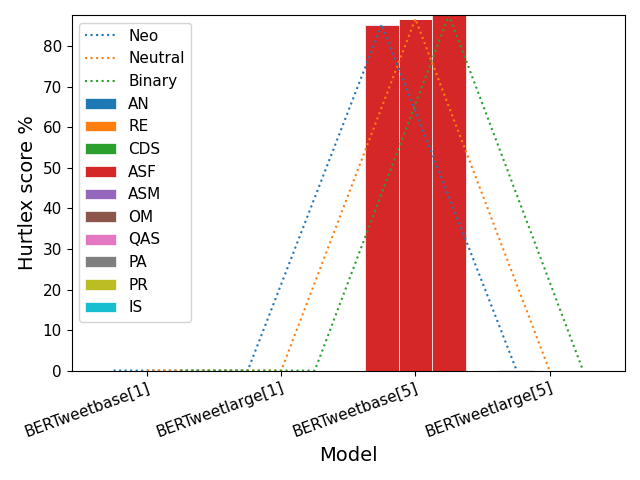 Hurtlex score %
80
70
60
50
40
30
20
10
0
Neo
Neutral
Binary
AN
RE
CDS
ASF
ASM
OM
QAS
PA
PR
IS
BERTweetbase[1]
BERTweetlarge[1]
BERTweetbase[5]
BERTweetlarge[5]
Model